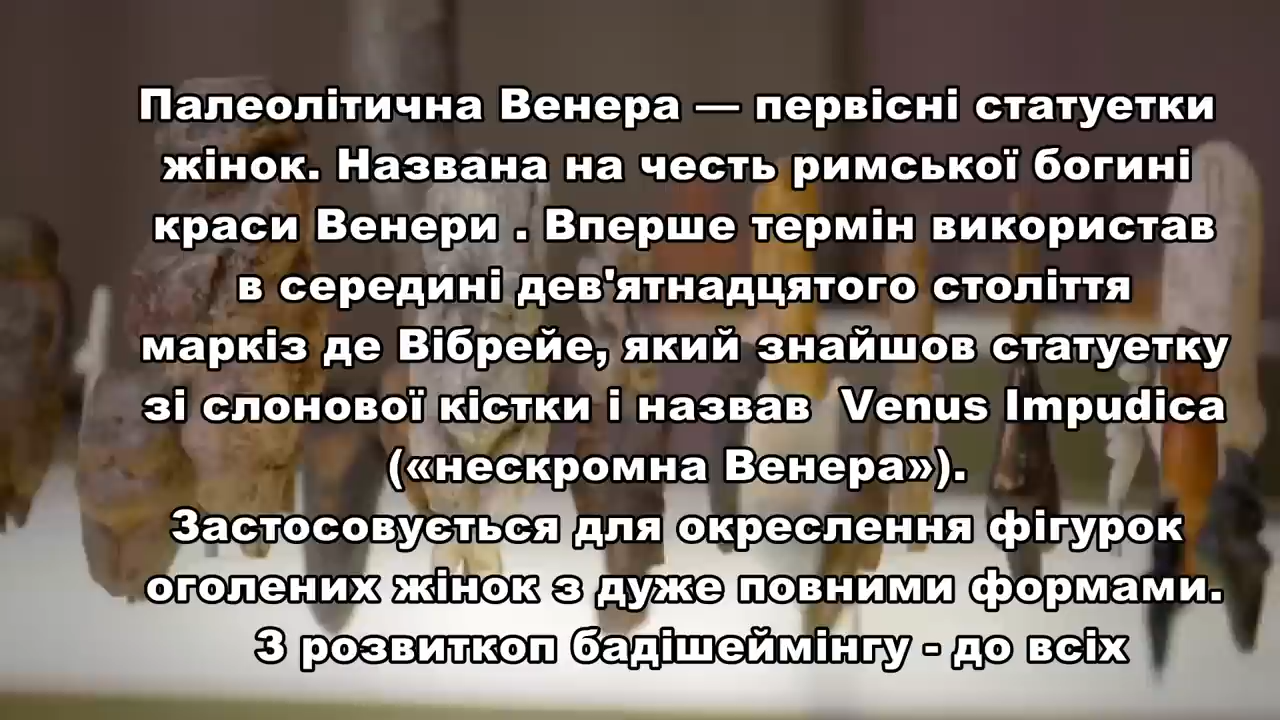 Палеолітична Венера — первісні статуетки
жінок. Названа на честь римської богині
краси Венери . Вперше термін використав
в середині дев'ятнадцятого століття
маркіз де Вібрейе, який знайшов статуетку
зі слонової кістки і назвав  Venus Impudica
(«нескромна Венера»).
Застосовується для окреслення фігурок
оголених жінок з дуже повними формами.
З розвиткоп бадішеймінгу - до всіх